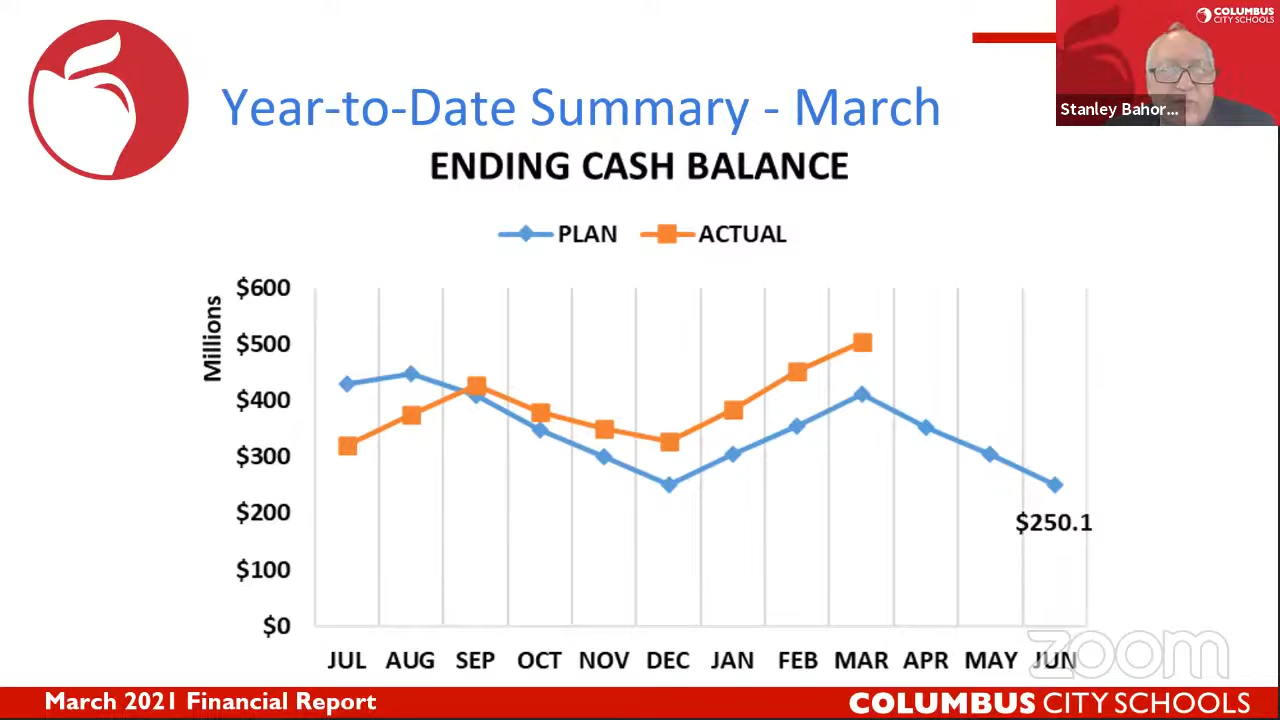 COLUMBUS
CITY SCHOOLS
Stanley Bahor...
Year-to-Date Summary - March
ENDING CASH BALANCE
PLAN ACTUAL
Millions
$600
$500
$400
$300
$200
$100
$0
$250.1
JUL AUG SEP OCT NOV DEC JAN FEB MAR APR MAY JUN
zoom
March 2021 Financial Report COLUMBUS CITY SCHOOLS